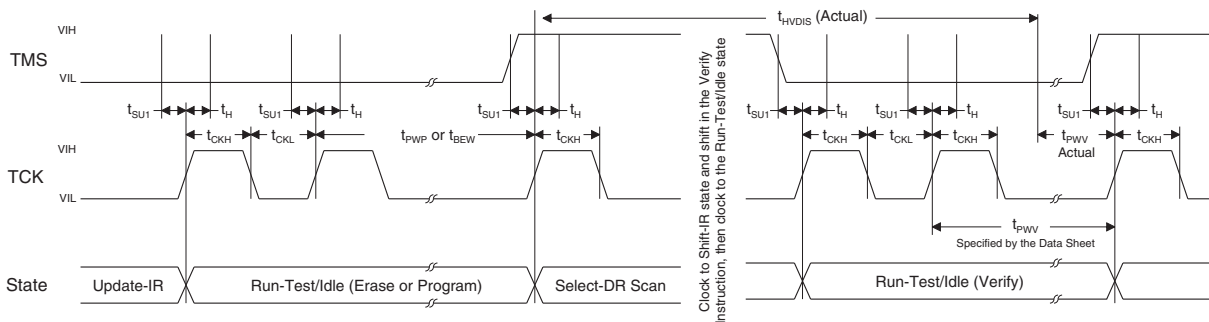 VIH
TMS
VIL
tSU1 tH tSU1 tH tSU1 tH tSU1 tH tSU1 tH tSU1 tH
tHVDIS (Actual)
tCKH tCKL tPWP or tBEW tCKH tCKH tCKL tCKH tPWV tCKH
Actual
VIH
TCK
VIL
Clock to Shift-IR state and shift in the Verify
Instruction, then clock to the Run-Test/Idle state
tPWV
Specified by the Data Sheet
State
Update-IR
Run-Test/Idle (Erase or Program)
Select-DR Scan
Run-Test/Idle (Verify)